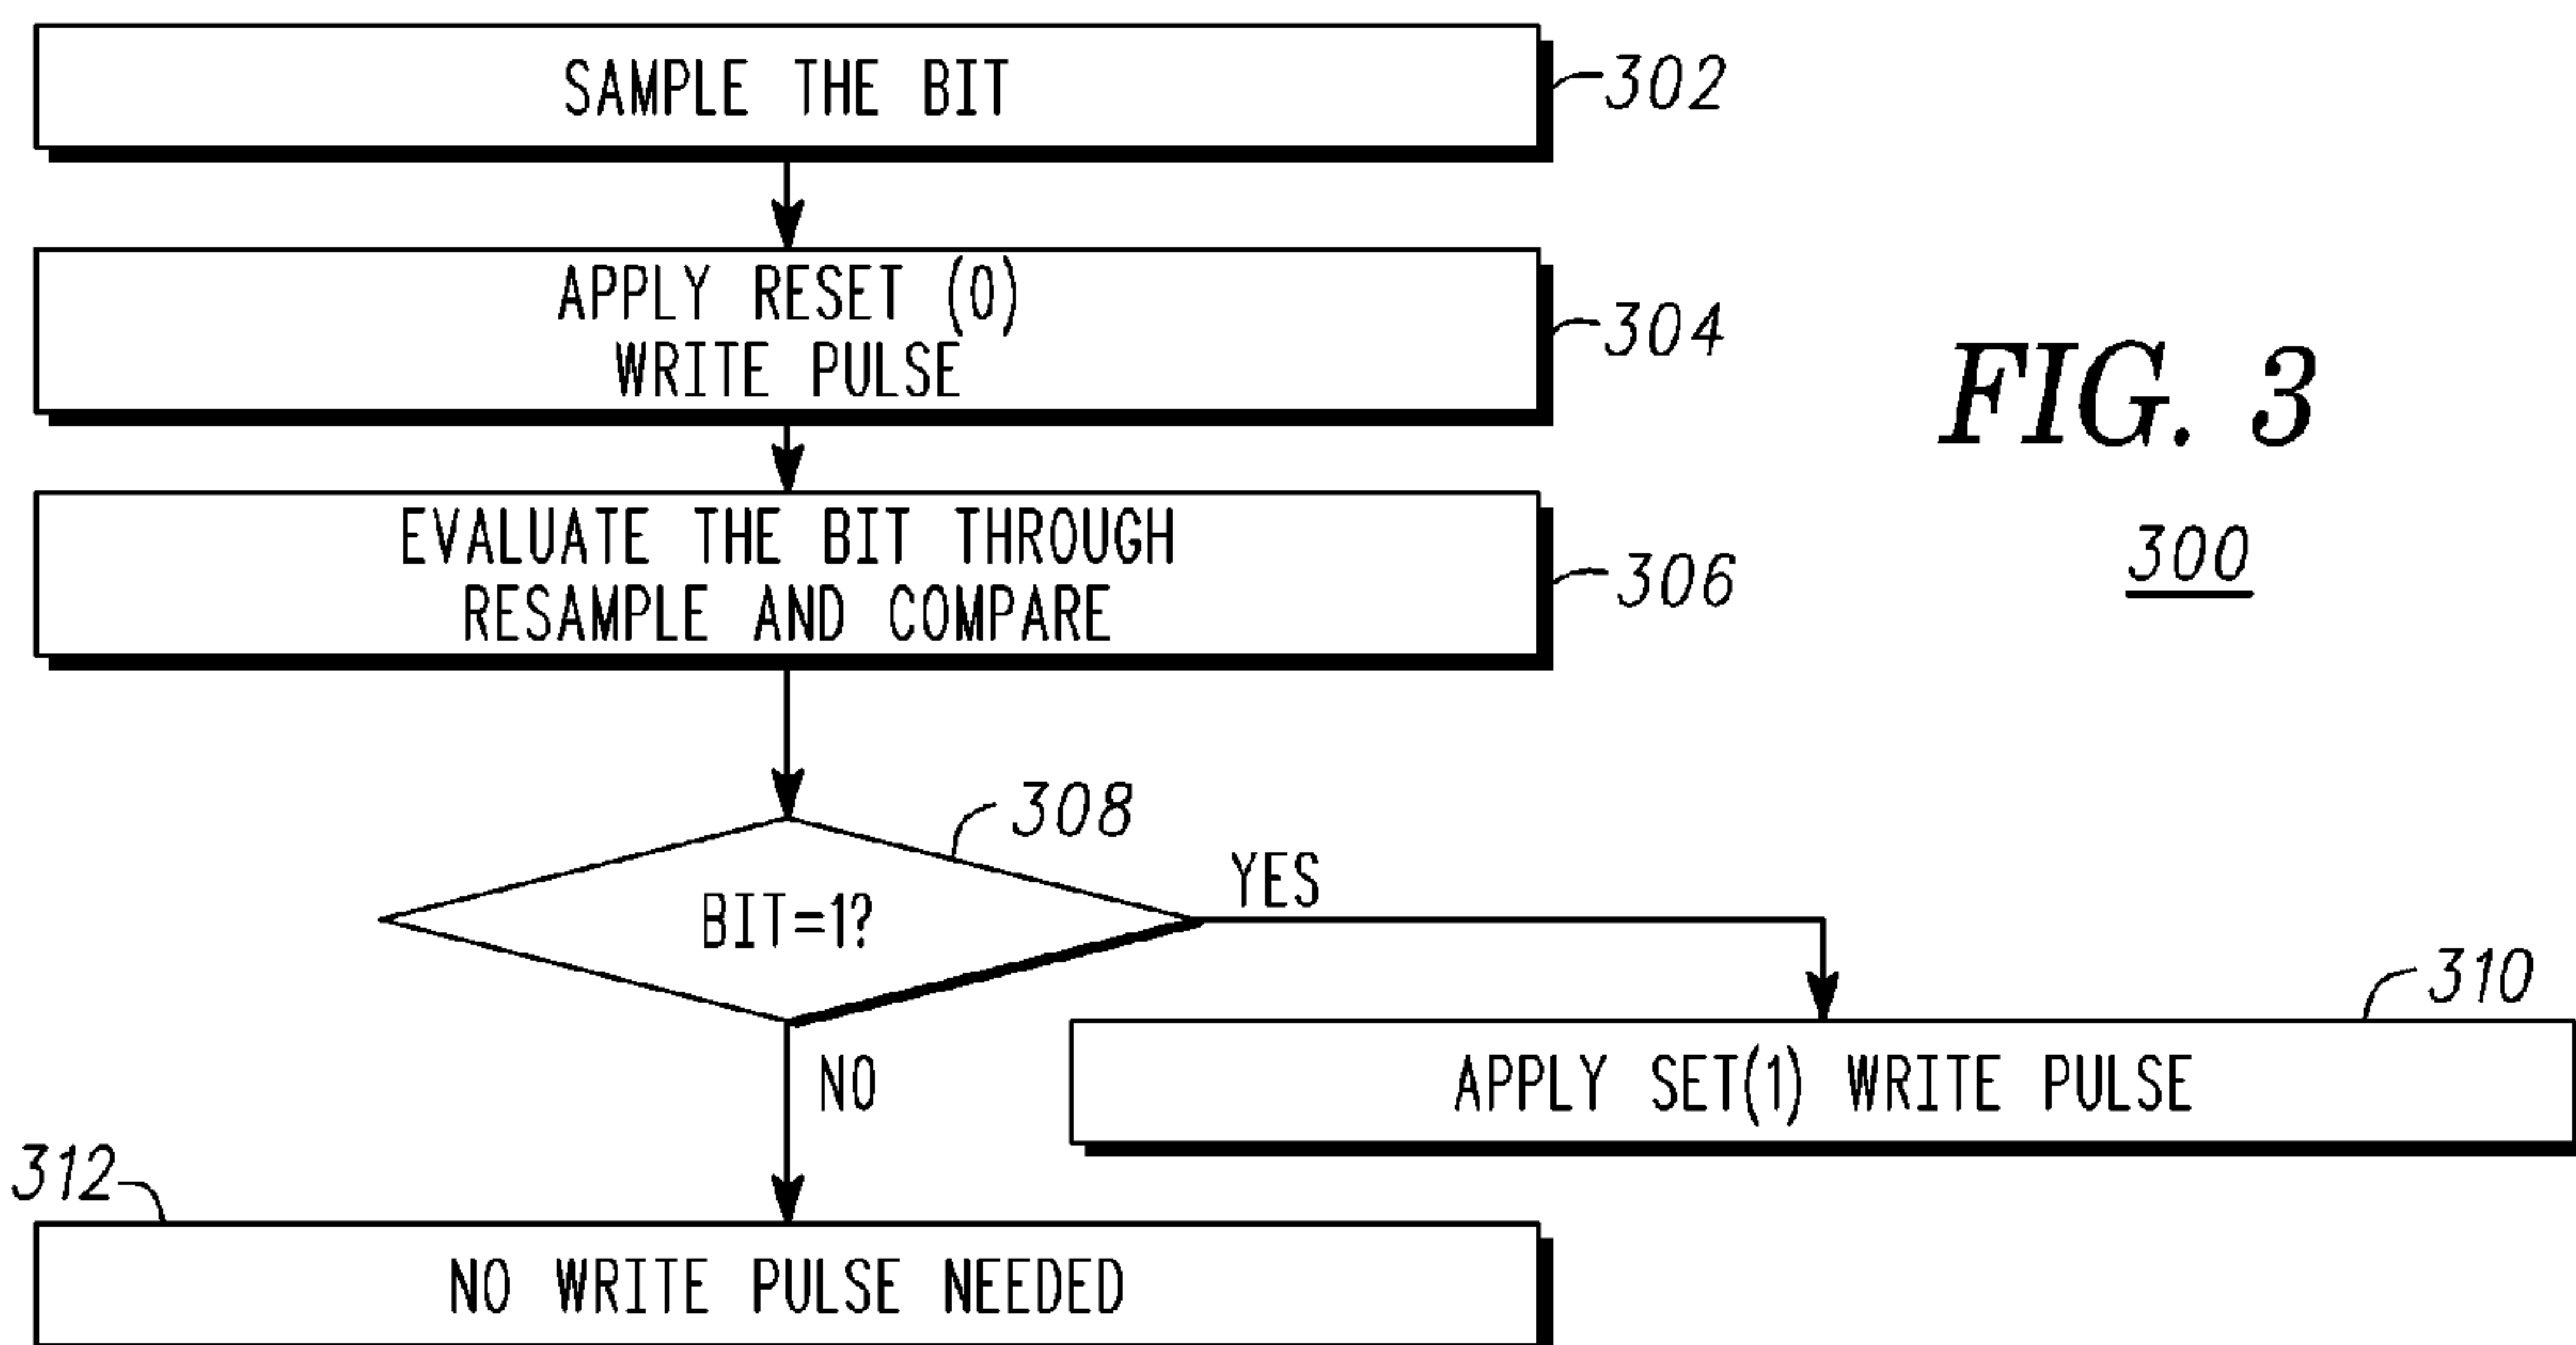 SAMPLE THE BIT
302
APPLY RESET (0)
WRITE PULSE
304
FIG. 3
300
EVALUATE THE BIT THROUGH
RESAMPLE AND COMPARE
306
308
BIT=1?
YES
NO
310
APPLY SET(1) WRITE PULSE
312
NO WRITE PULSE NEEDED